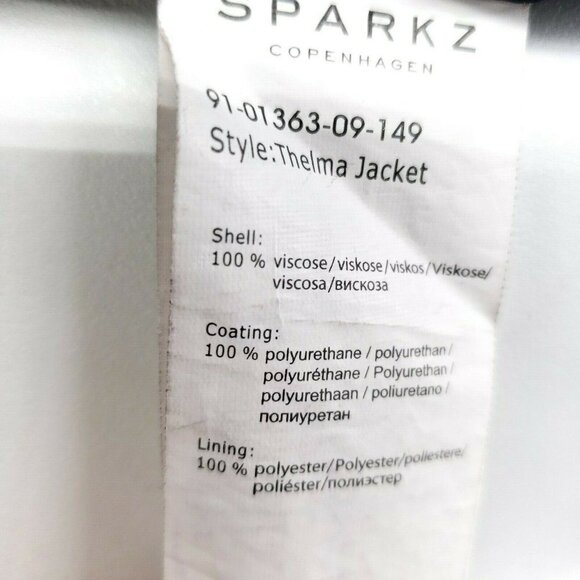 SPARKZ
COPENHAGEN
91-01363-09-149
Style:Thelma Jacket
Shell:
100 % viscose/viskose/viskos/Viskose/
viscosa/вискоза
Coating:
100 % polyurethane / polyurethan /
polyuréthane / Polyurethan /
polyurethaan / poliuretano /
полиуретан
Lining:
100 % polyester/Polyester/poliestere/
poliéster/полиэстер